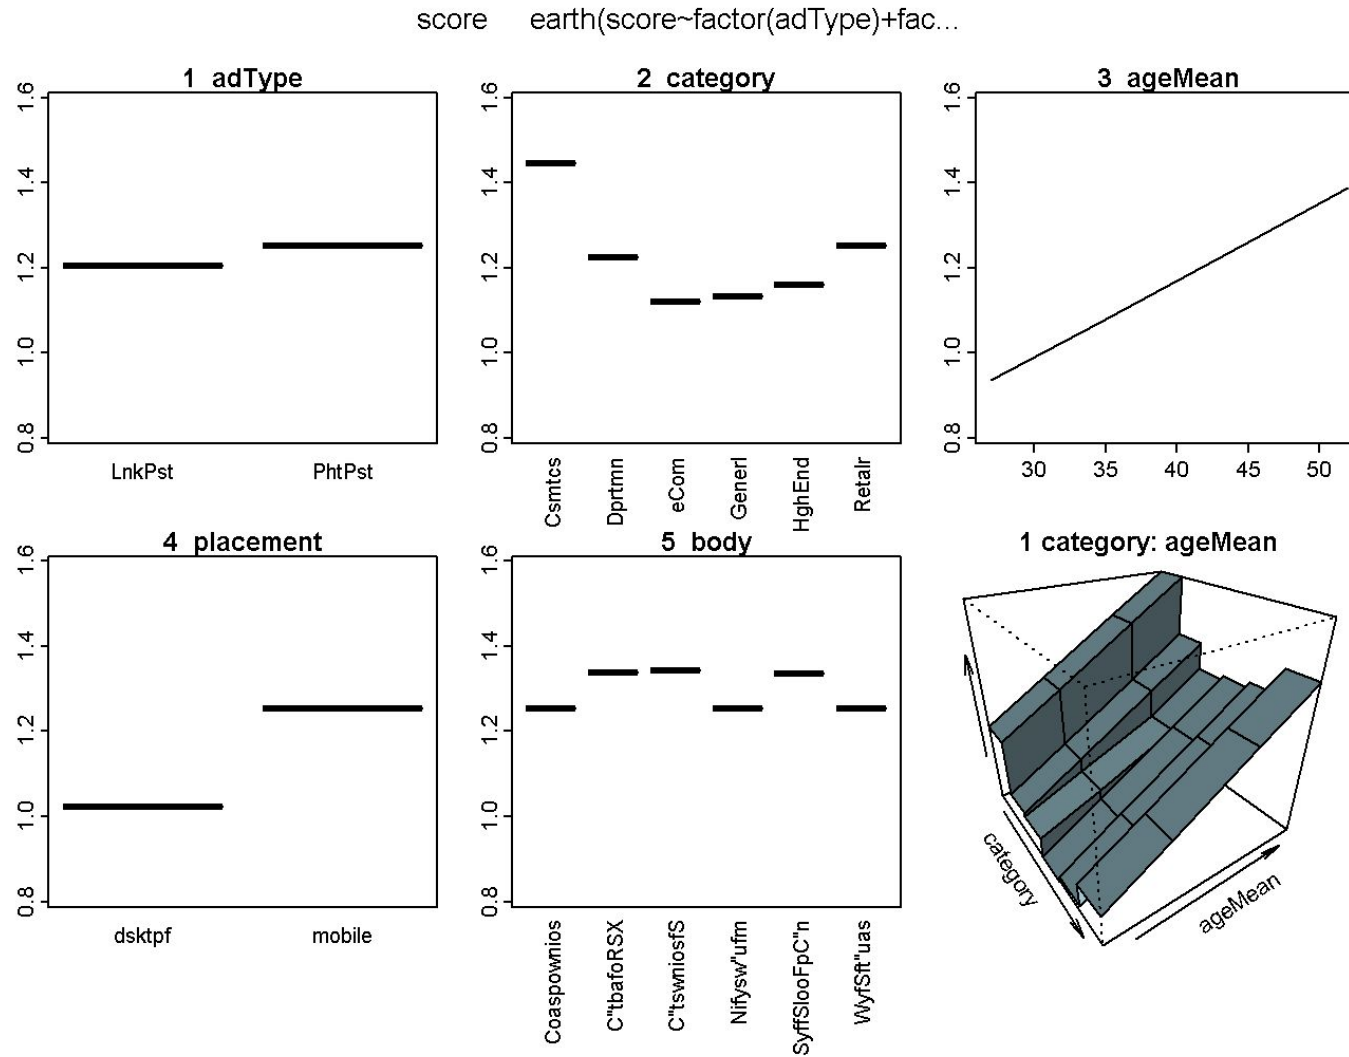 score earth(score~factor(adType)+fac...
1 adType
1.6
1.4
1.2
1.0
0.8
LnkPst PhtPst
2 category
1.6
1.4
1.2
1.0
0.8
Csmtcs
Dprtmn
eCom
Generl
HghEnd
Retalr
3 ageMean
1.6
1.4
1.2
1.0
0.8
30 35 40 45 50
4 placement
1.6
1.4
1.2
1.0
0.8
dsktpf mobile
5 body
1.6
1.4
1.2
1.0
0.8
Coaspownios
C"tbafoRSX
C"tswniosfS
Nifysw"ufm
SyffSlooFpC"n
WyfSft"uas
1 category: ageMean
category
ageMean